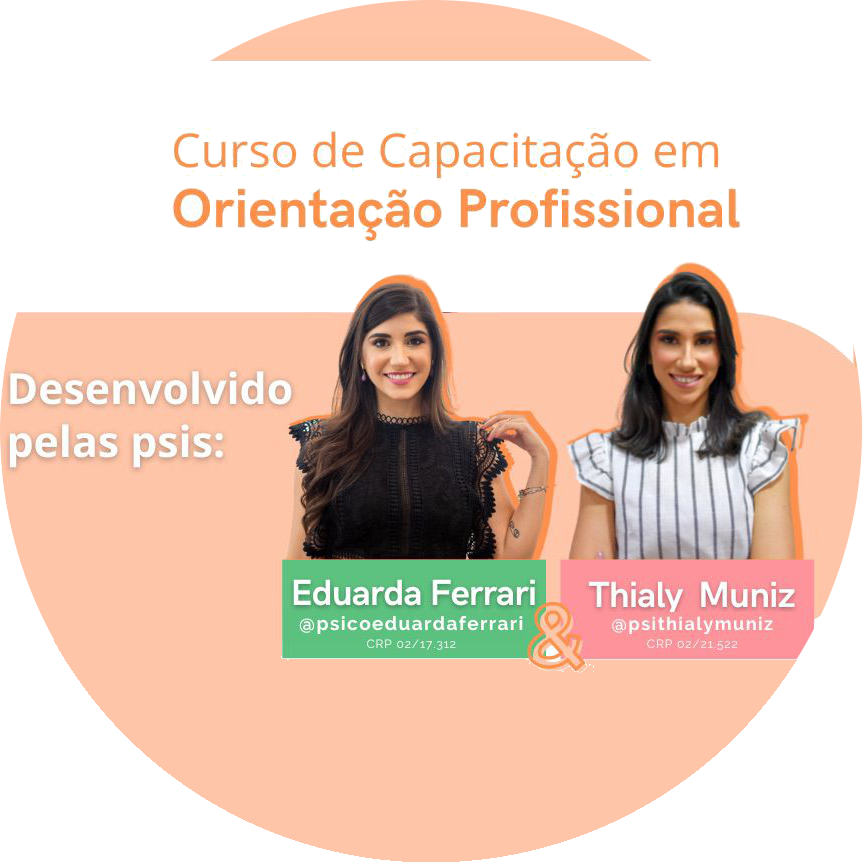 Curso de Capacitação em
Orientação Profissional
Desenvolvido
pelas psis:
Eduarda Ferrari
@psicoeduardaferrari
CRP 02/17.312
&
Thialy Muniz
@psithialymuniz
CRP 02/21.522